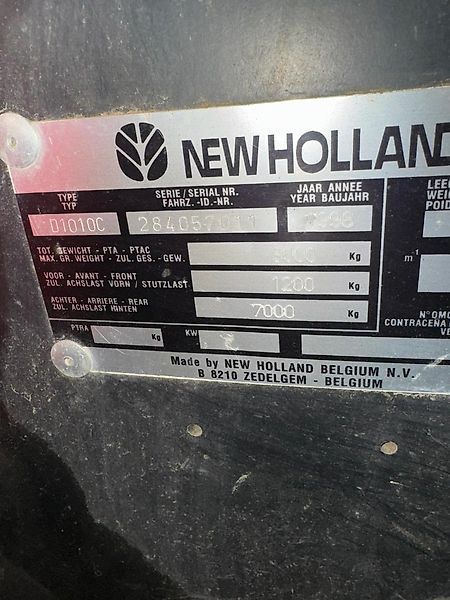 NEW HOLLAND
TYPE TYP
SERIE / SERIAL NR. FAHRZ. -ID.-NR.
JAAR ANNEE YEAR BAUJAHR
D1010C
TOT. GEWICHT - PTA - PTAC
MAX. GR. WEIGHT - ZUL. GES. - GEW.
Kg
m¹
VOOR - AVANT - FRONT
ZUL. ACHSLAST VORN / STUTZLAST
1200 Kg
ACHTER - ARRIERE - REAR
ZUL. ACHSLAST HINTEN
7000 Kg
PTRA Kg KW
Made by NEW HOLLAND BELGIUM N.V.
B 8210 ZEDELGEM - BELGIUM